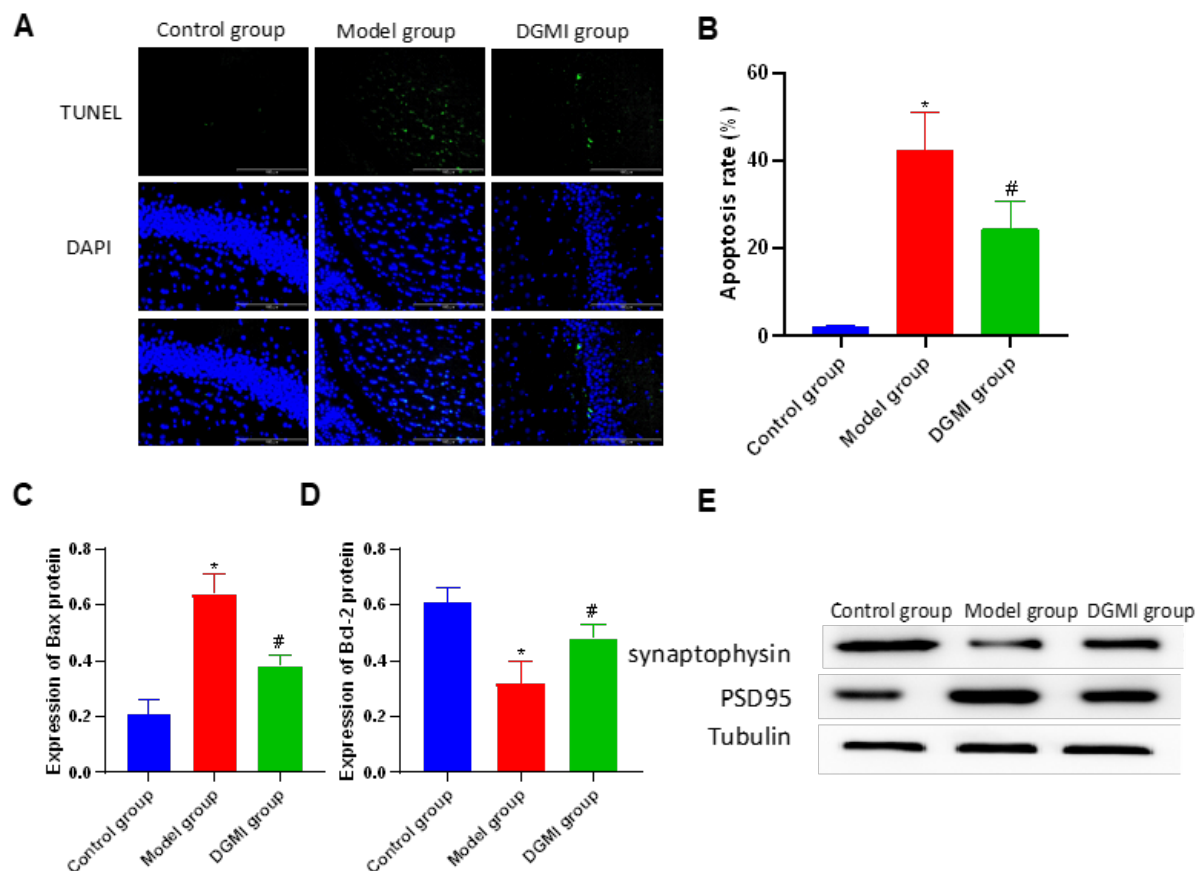 A
Control group Model group DGMI group
TUNEL
DAPI
B
Apoptosis rate (%)
60
40
20
0
*
#
Control group
Model group
DGMI group
C
Expression of Bax protein
0.8
0.6
0.4
0.2
0.0
*
#
Control group
Model group
DGMI group
D
Expression of Bcl-2 protein
0.8
0.6
0.4
0.2
0.0
*
#
Control group
Model group
DGMI group
E
Control group Model group DGMI group
synaptophysin
PSD95
Tubulin